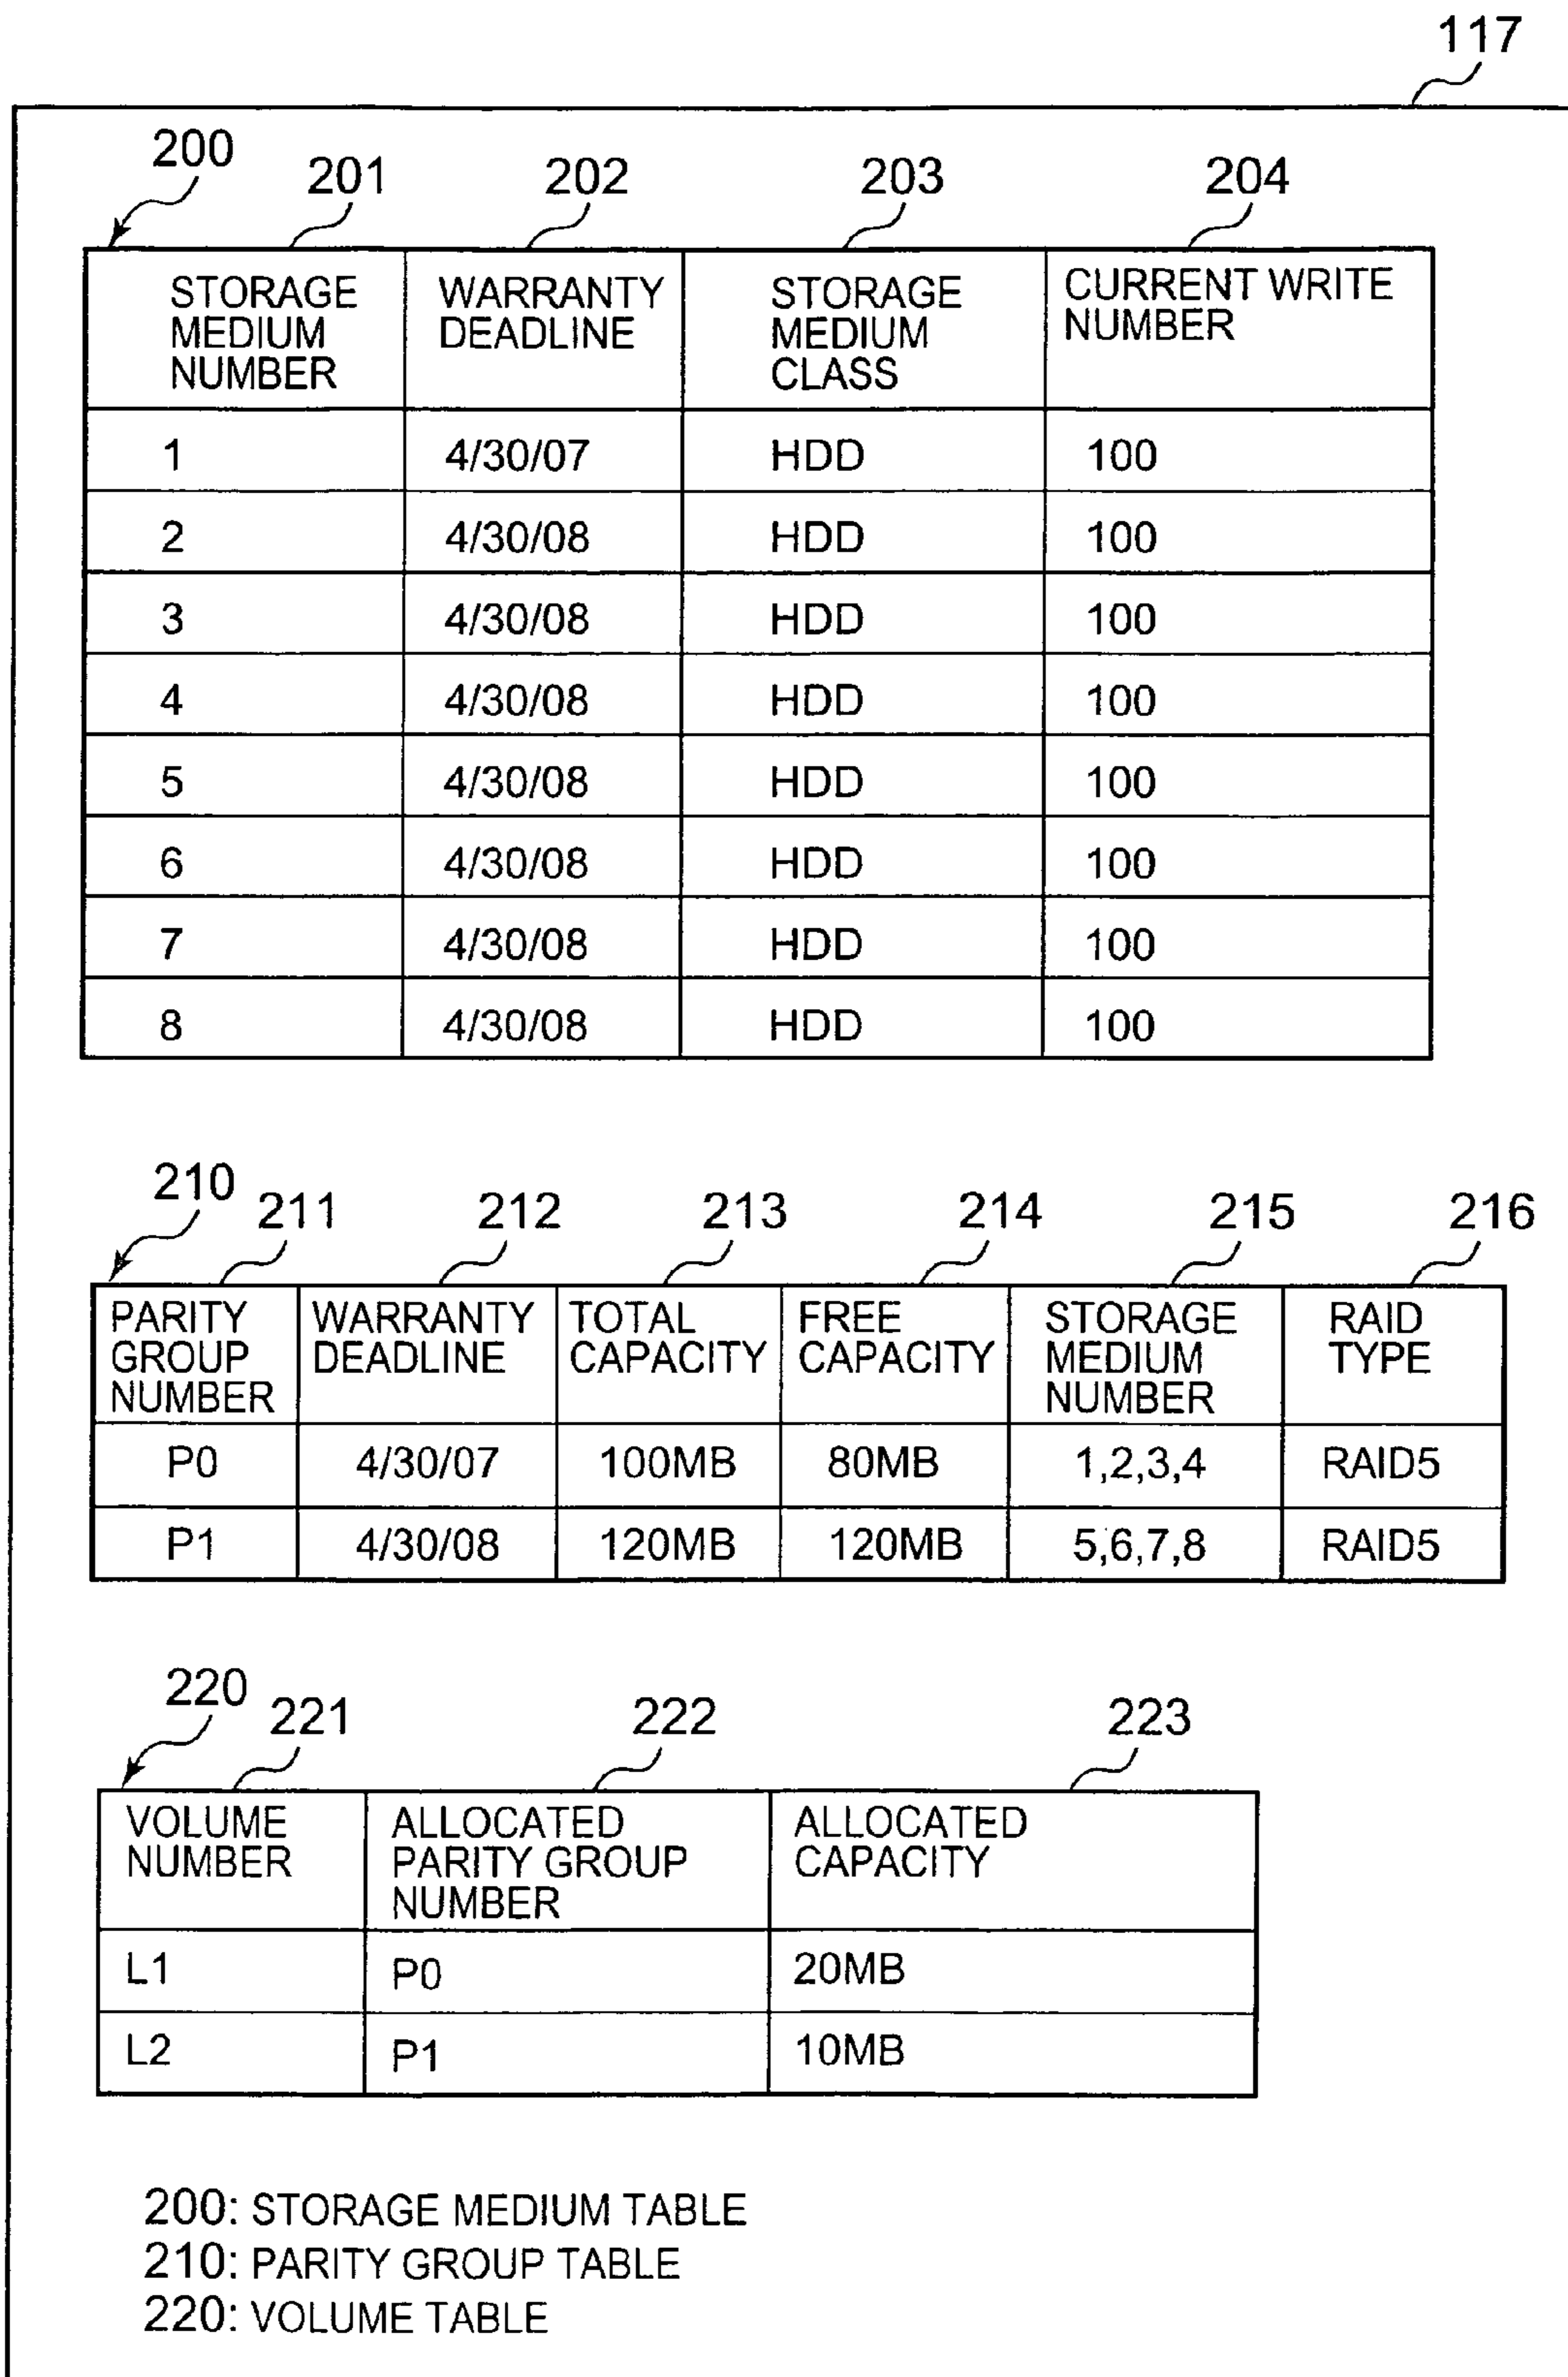 117
200 201 202 203 204
STORAGE MEDIUM NUMBER WARRANTY DEADLINE STORAGE MEDIUM CLASS CURRENT WRITE NUMBER
1 4/30/07 HDD 100
2 4/30/08 HDD 100
3 4/30/08 HDD 100
4 4/30/08 HDD 100
5 4/30/08 HDD 100
6 4/30/08 HDD 100
7 4/30/08 HDD 100
8 4/30/08 HDD 100
210 211 212 213 214 215 216
PARITY GROUP NUMBER WARRANTY DEADLINE TOTAL CAPACITY FREE CAPACITY STORAGE MEDIUM NUMBER RAID TYPE
P0 4/30/07 100MB 80MB 1,2,3,4 RAID5
P1 4/30/08 120MB 120MB 5,6,7,8 RAID5
220 221 222 223
VOLUME NUMBER ALLOCATED PARITY GROUP NUMBER ALLOCATED CAPACITY
L1 P0 20MB
L2 P1 10MB
200: STORAGE MEDIUM TABLE
210: PARITY GROUP TABLE
220: VOLUME TABLE